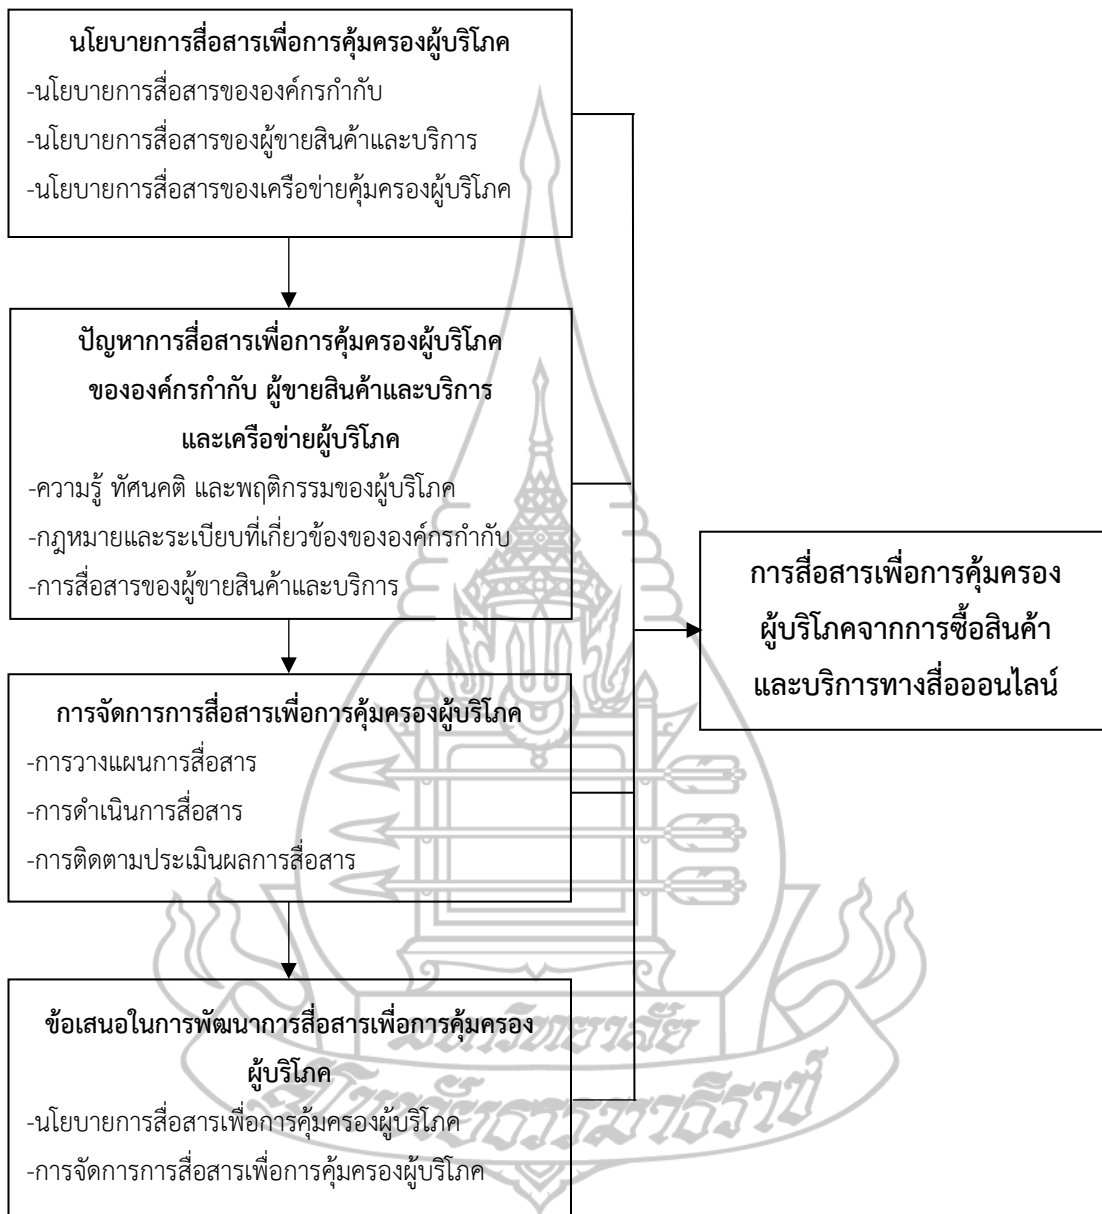 นโยบายการสื่อสารเพื่อการคุ้มครองผู้บริโภค
-นโยบายการสื่อสารขององค์กรกำกับ
-นโยบายการสื่อสารของผู้ขายสินค้าและบริการ
-นโยบายการสื่อสารของเครือข่ายคุ้มครองผู้บริโภค
ปัญหาการสื่อสารเพื่อการคุ้มครองผู้บริโภค
ขององค์กรกำกับ ผู้ขายสินค้าและบริการ
และเครือข่ายผู้บริโภค
-ความรู้ ทัศนคติ และพฤติกรรมของผู้บริโภค
-กฎหมายและระเบียบที่เกี่ยวข้องขององค์กรกำกับ
-การสื่อสารของผู้ขายสินค้าและบริการ
การจัดการการสื่อสารเพื่อการคุ้มครองผู้บริโภค
-การวางแผนการสื่อสาร
-การดำเนินการสื่อสาร
-การติดตามประเมินผลการสื่อสาร
ข้อเสนอในการพัฒนาการสื่อสารเพื่อการคุ้มครอง
ผู้บริโภค
-นโยบายการสื่อสารเพื่อการคุ้มครองผู้บริโภค
-การจัดการการสื่อสารเพื่อการคุ้มครองผู้บริโภค
การสื่อสารเพื่อการคุ้มครอง
ผู้บริโภคจากการซื้อสินค้า
และบริการทางสื่อออนไลน์
มหาวิทยาลัย
สุโขทัยธรรมาธิราช